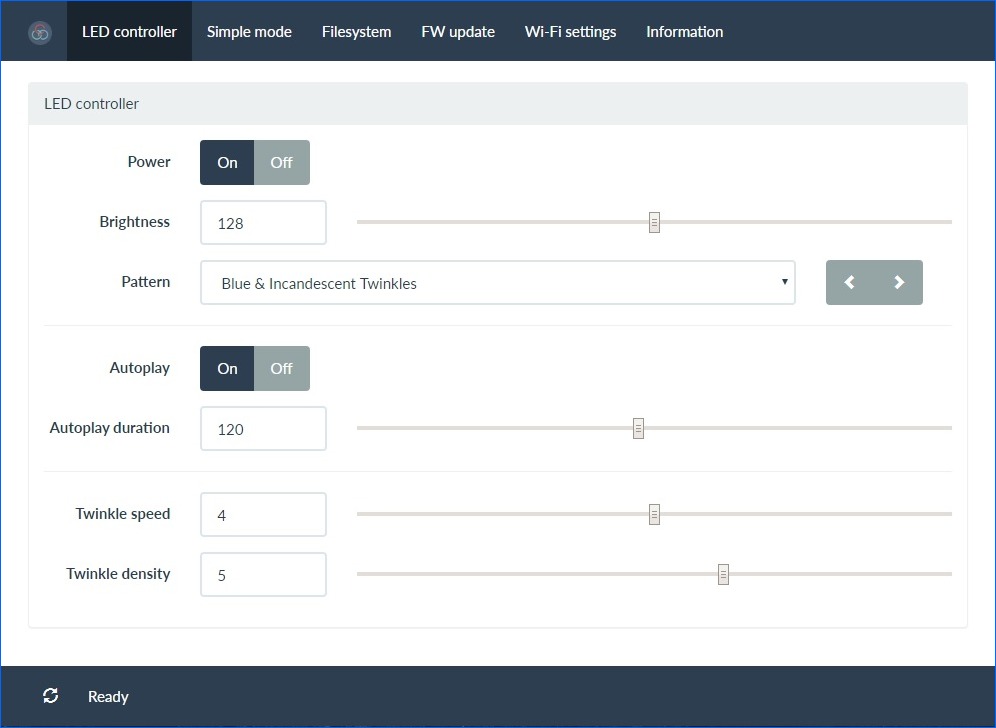 LED controller Simple mode Filesystem FW update Wi-Fi settings Information
LED controller
Power On Off
Brightness 128
Pattern Blue & Incandescent Twinkles
Autoplay On Off
Autoplay duration 120
Twinkle speed 4
Twinkle density 5
Ready